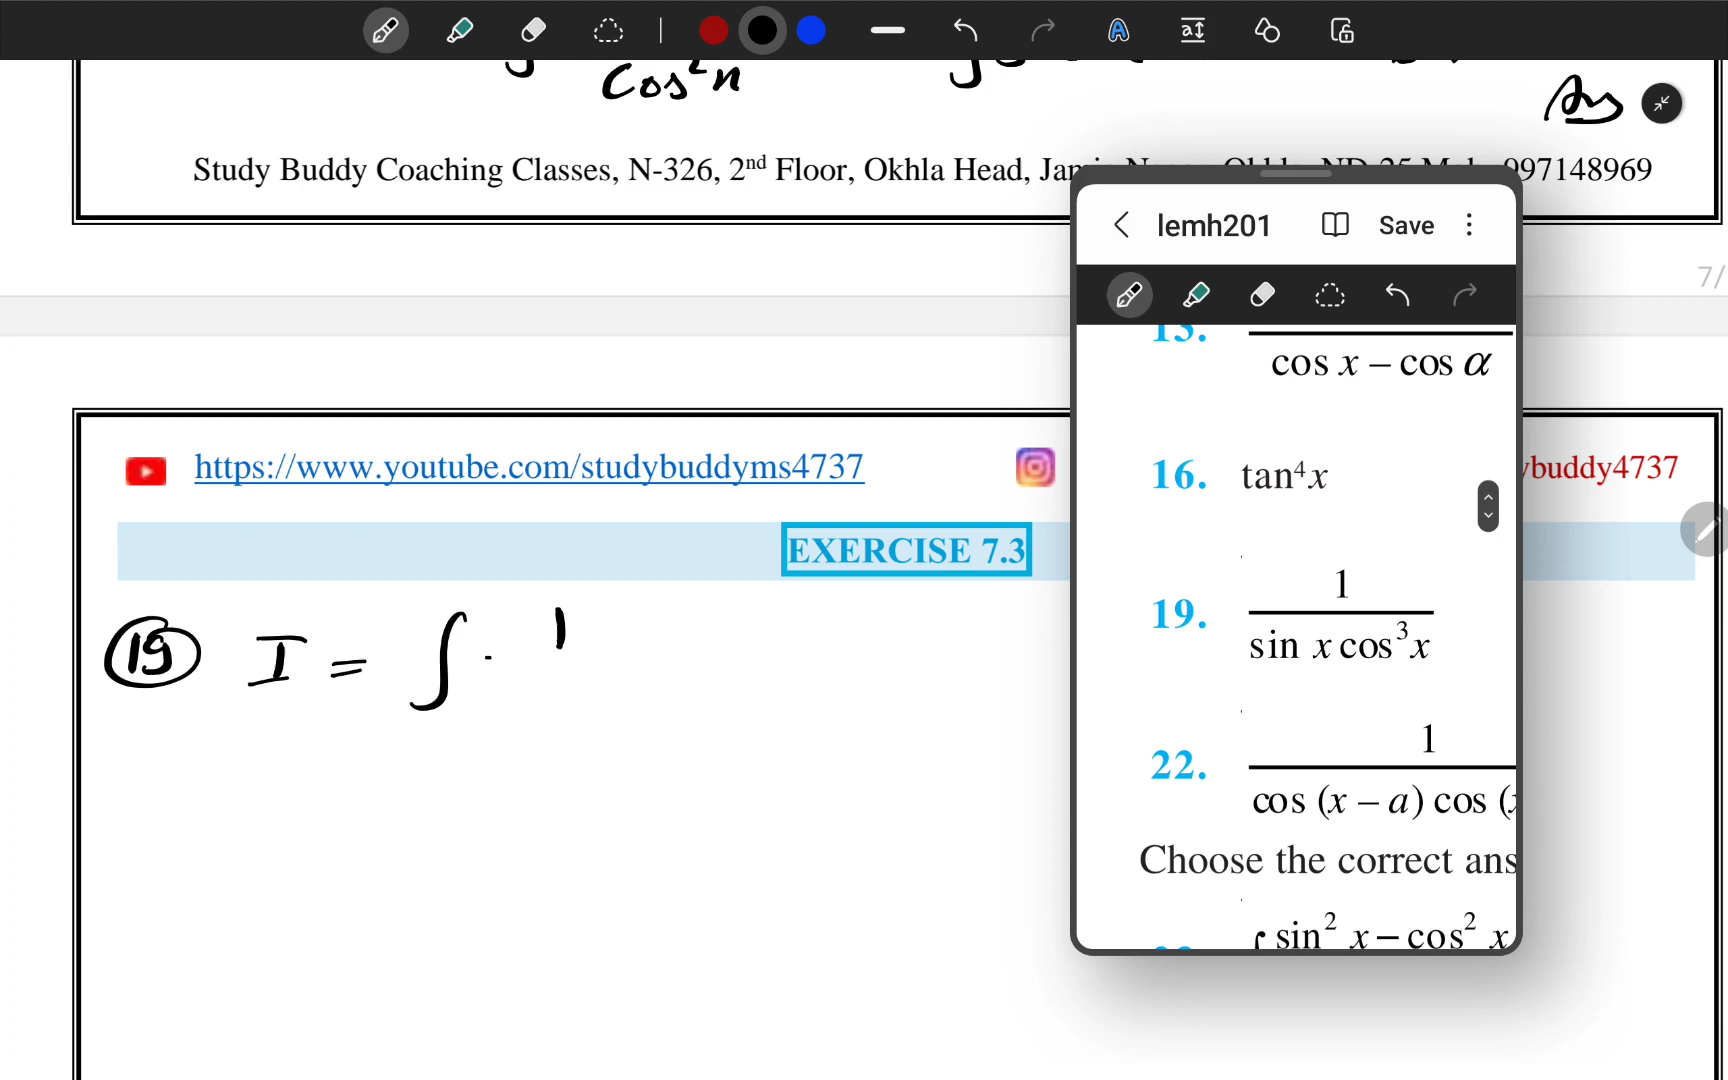 Cos²x
Ans
Study Buddy Coaching Classes, N-326, 2nd Floor, Okhla Head, 997148969
7/
https://www.youtube.com/studybuddyms4737
ybuddy4737
EXERCISE 7.3
19 I = ∫ 1
lemh201 Save
cos x – cos α
16. tan⁴x
19. 1
sin x cos³x
22. 1
cos (x – a) cos (
Choose the correct ans
sin² x – cos² x